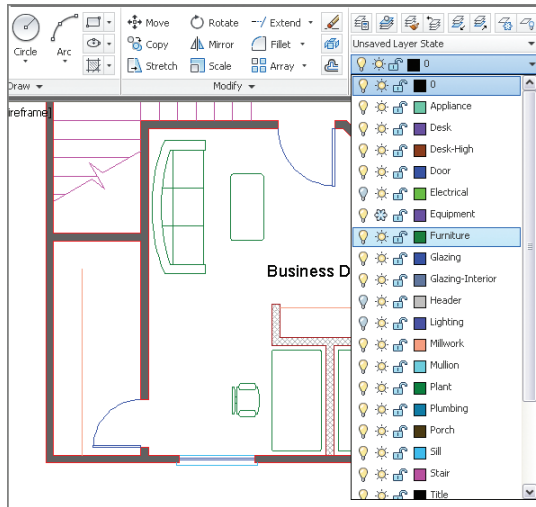 Circle
Arc
Move
Rotate
Extend
Copy
Mirror
Fillet
Stretch
Scale
Array
Draw
Modify
Unsaved Layer State
0
0
Appliance
Desk
Desk-High
Door
Electrical
Equipment
Furniture
Glazing
Glazing-Interior
Header
Lighting
Millwork
Mullion
Plant
Plumbing
Porch
Sill
Stair
Title
ireframe]
Business D